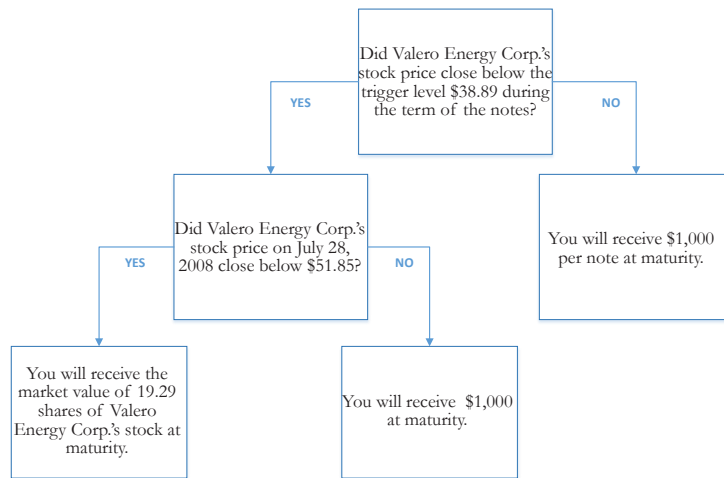 Did Valero Energy Corp.'s
stock price close below the
trigger level $38.89 during
the term of the notes?
YES
NO
Did Valero Energy Corp.'s
stock price on July 28,
2008 close below $51.85?
You will receive $1,000
per note at maturity.
YES
NO
You will receive the
market value of 19.29
shares of Valero
Energy Corp.'s stock at
maturity.
You will receive $1,000
at maturity.